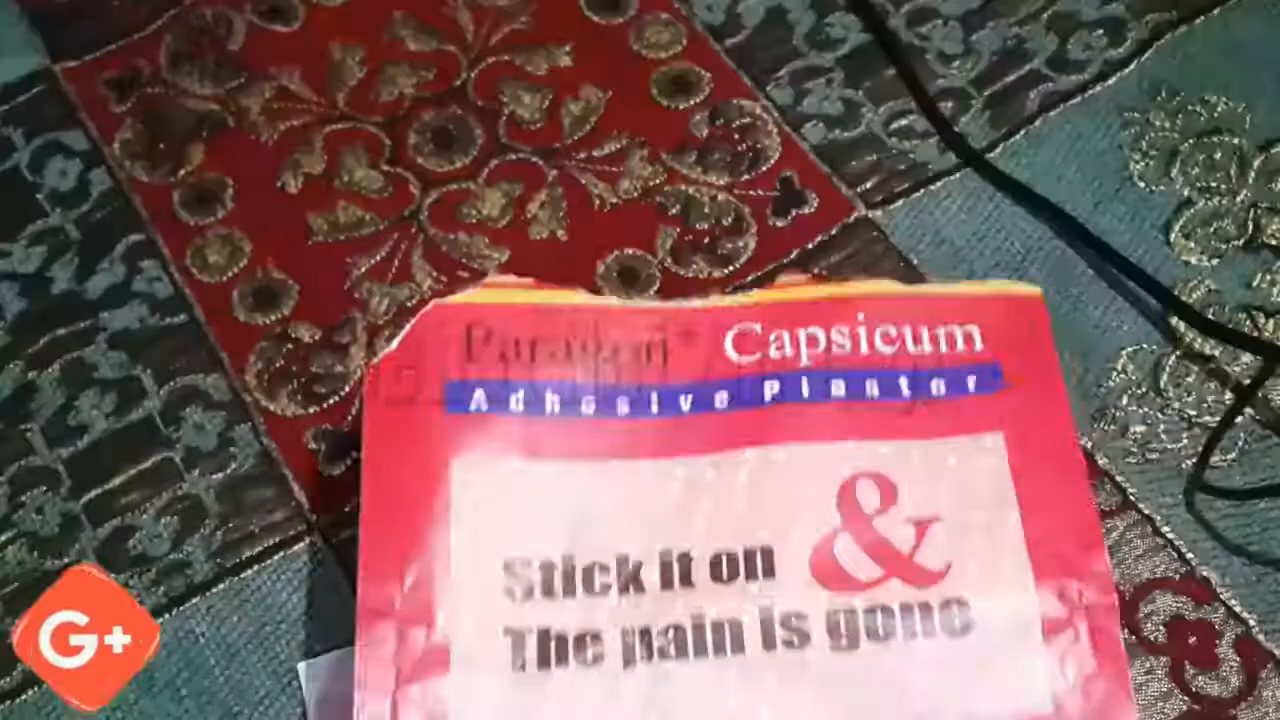 Capsicum
Adhesive Plaster
Stick it on &
The pain is gone
G+